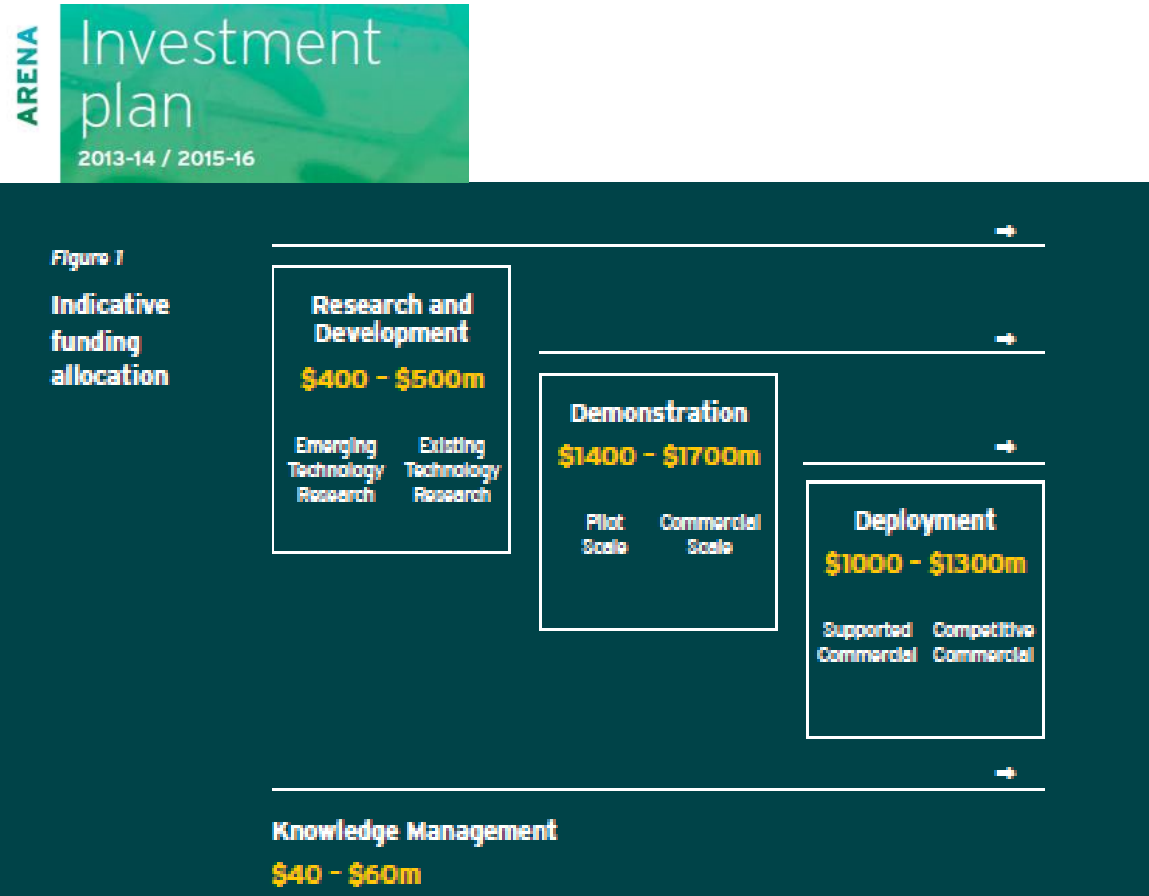 ARENA
Investment
plan
2013-14 / 2015-16
Figure 1
Indicative
funding
allocation
Research and
Development
$400 - $500m
Emerging
Technology
Research
Existing
Technology
Research
Demonstration
$1400 - $1700m
Pilot
Scale
Commercial
Scale
Deployment
$1000 - $1300m
Supported
Commercial
Competitive
Commercial
Knowledge Management
$40 - $60m